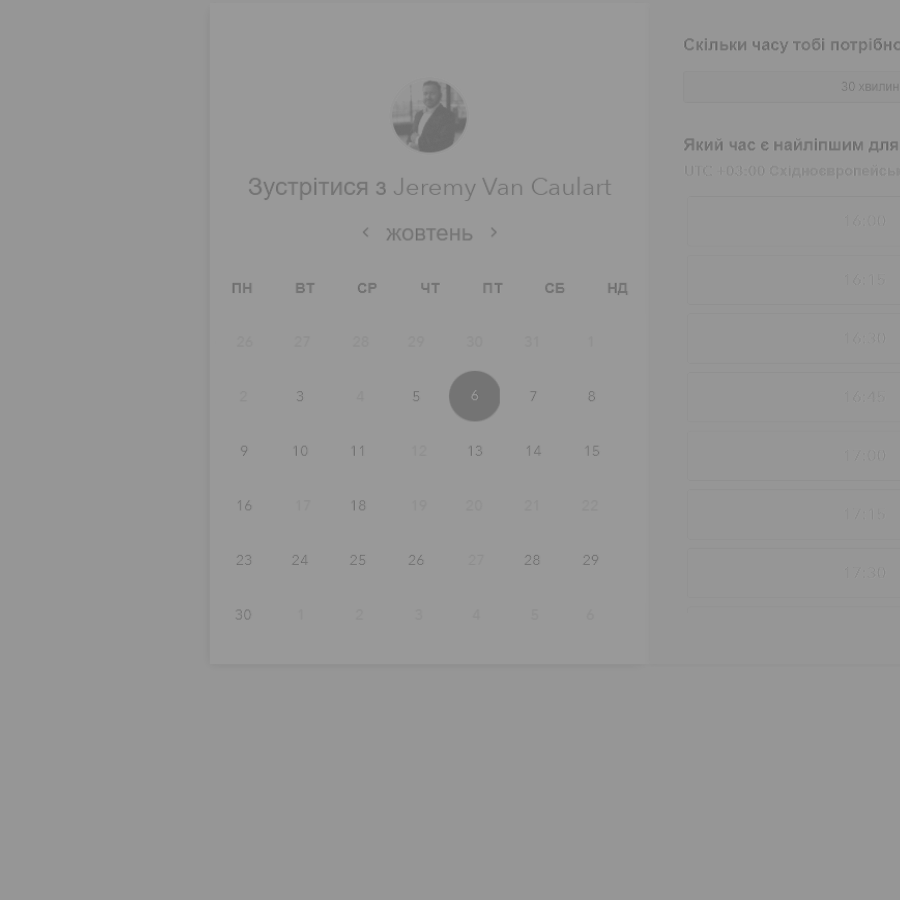 Зустрітися з Jeremy Van Caulart
жовтень
ПН ВТ СР ЧТ ПТ СБ НД
26 27 28 29 30 31 1
2 3 4 5 6 7 8
9 10 11 12 13 14 15
16 17 18 19 20 21 22
23 24 25 26 27 28 29
30 1 2 3 4 5 6
Скільки часу тобі потрібно
30 хвилин
Який час є найліпшим для
UTC +03:00 Східноєвропейськ
16:00
16:15
16:30
16:45
17:00
17:15
17:30